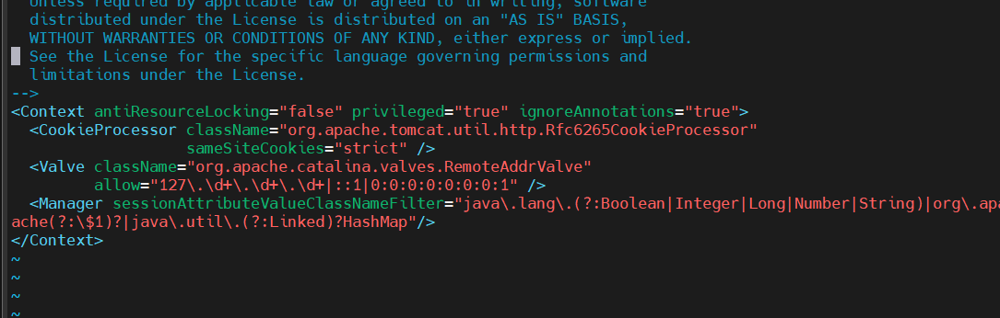 Unless required by applicable law or agreed to in writing, software
distributed under the License is distributed on an "AS IS" BASIS,
WITHOUT WARRANTIES OR CONDITIONS OF ANY KIND, either express or implied.
See the License for the specific language governing permissions and
limitations under the License.
-->
<Context antiResourceLocking="false" privileged="true" ignoreAnnotations="true">
<CookieProcessor className="org.apache.tomcat.util.http.Rfc6265CookieProcessor"
sameSiteCookies="strict" />
<Valve className="org.apache.catalina.valves.RemoteAddrValve"
allow="127\.\d+\.\d+\.\d+|::1|0:0:0:0:0:0:0:1" />
<Manager sessionAttributeValueClassNameFilter="java\.lang\.(?:Boolean|Integer|Long|Number|String)|org\.apa
ache(?:\$1)?|java\.util\.(?:Linked)?HashMap"/>
</Context>
~
~
~
~